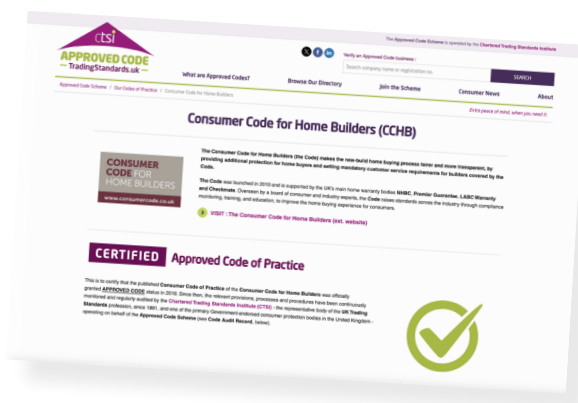 The Approved Code Scheme is operated by the Chartered Trading Standards Institute
ctsi
APPROVED CODE
TradingStandards.uk
Verify an Approved Code business :
Search company name or registration no.
SEARCH
What are Approved Codes?
Browse Our Directory
Join the Scheme
Consumer News
About
Approved Code Scheme / Our Codes of Practice / Consumer Code for Home Builders
Extra peace of mind, when you need it
Consumer Code for Home Builders (CCHB)
CONSUMER
CODE FOR
HOME BUILDERS
www.consumercode.co.uk
The Consumer Code for Home Builders (the Code) makes the new-build home buying process fairer and more transparent, by
providing additional protection for home buyers and setting mandatory customer service requirements for builders covered by the
Code.
The Code was launched in 2010 and is supported by the UK's main home warranty bodies NHBC, Premier Guarantee, LABC Warranty
and Checkmate. Overseen by a board of consumer and industry experts, the Code raises standards across the industry through compliance
monitoring, training, and education, to improve the home buying experience for consumers.
VISIT : The Consumer Code for Home Builders (ext. website)
CERTIFIED Approved Code of Practice
This is to certify that the published Consumer Code of Practice of the Consumer Code for Home Builders was officially
granted APPROVED CODE status in 2016. Since then, the relevant provisions, processes and procedures have been continuously
monitored and regularly audited by the Chartered Trading Standards Institute (CTSI) - the representative body of the UK Trading
Standards profession, since 1881, and one of the primary Government-endorsed consumer protection bodies in the United Kingdom -
operating on behalf of the Approved Code Scheme (see Code Audit Record, below)